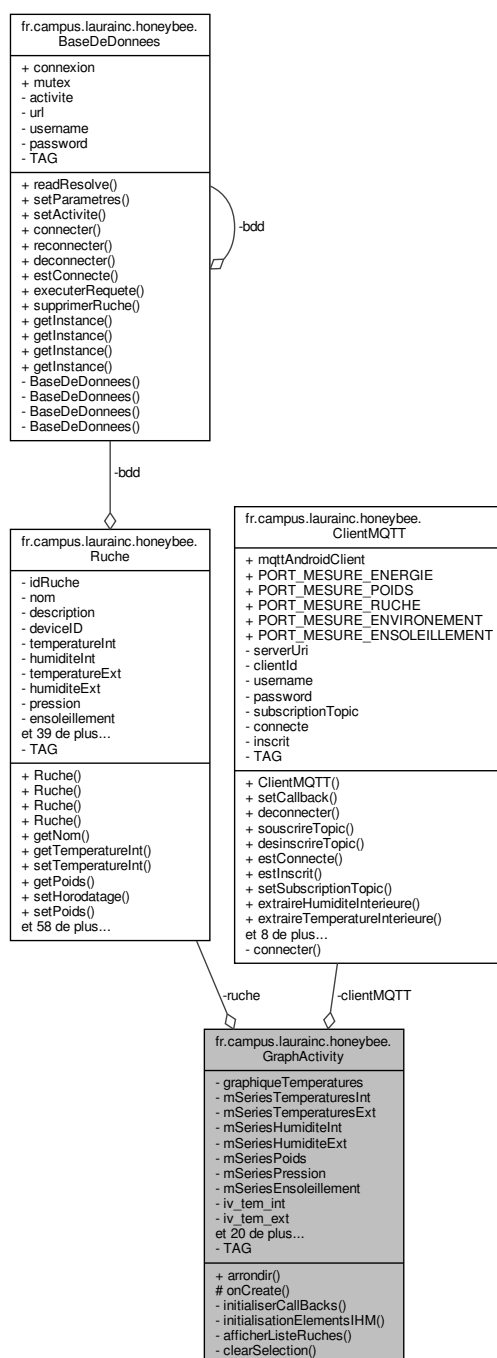 fr.campus.laurainc.honeybee.
BaseDeDonnees
+ connexion
+ mutex
- activite
- url
- username
- password
- TAG
+ readResolve()
+ setParametres()
+ setActivite()
+ connecter()
+ reconnecter()
+ deconnecter()
+ estConnecte()
+ executerRequete()
+ supprimerRuche()
+ getInstance()
+ getInstance()
+ getInstance()
+ getInstance()
- BaseDeDonnees()
- BaseDeDonnees()
- BaseDeDonnees()
- BaseDeDonnees()
-bdd
-bdd
fr.campus.laurainc.honeybee.
Ruche
- idRuche
- nom
- description
- deviceID
- temperatureInt
- humiditeInt
- temperatureExt
- humiditeExt
- pression
- ensoleillement
et 39 de plus...
- TAG
+ Ruche()
+ Ruche()
+ Ruche()
+ Ruche()
+ getNom()
+ getTemperatureInt()
+ setTemperatureInt()
+ getPoids()
+ setHorodatage()
+ setPoids()
et 58 de plus...
fr.campus.laurainc.honeybee.
ClientMQTT
+ mqttAndroidClient
+ PORT_MESURE_ENERGIE
+ PORT_MESURE_POIDS
+ PORT_MESURE_RUCHE
+ PORT_MESURE_ENVIRONEMENT
+ PORT_MESURE_ENSOLEILLEMENT
- serverUri
- clientId
- username
- password
- subscriptionTopic
- connecte
- inscrit
- TAG
+ ClientMQTT()
+ setCallback()
+ deconnecter()
+ souscrireTopic()
+ desinscrireTopic()
+ estConnecte()
+ estInscrit()
+ setSubscriptionTopic()
+ extraireHumiditeInterieure()
+ extraireTemperatureInterieure()
et 8 de plus...
- connecter()
-ruche
-clientMQTT
fr.campus.laurainc.honeybee.
GraphActivity
- graphiqueTemperatures
- mSeriesTemperaturesInt
- mSeriesTemperaturesExt
- mSeriesHumiditeInt
- mSeriesHumiditeExt
- mSeriesPoids
- mSeriesPression
- mSeriesEnsoleillement
- iv_tem_int
- iv_tem_ext
et 20 de plus...
- TAG
+ arrondir()
# onCreate()
- initialiserCallBacks()
- initialisationElementsIHM()
- afficherListeRuches()
- clearSelection()